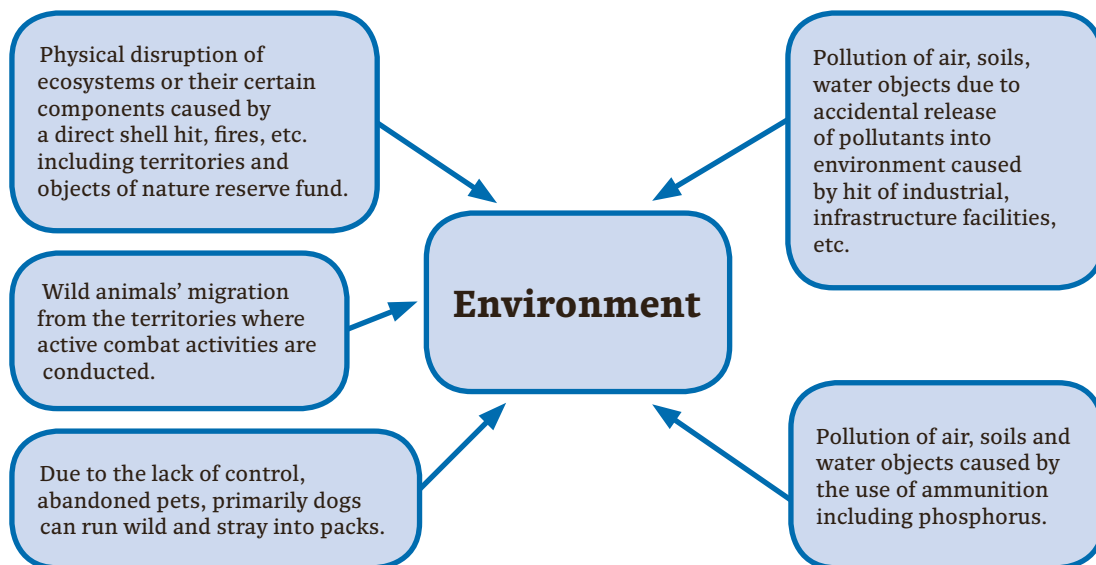 Physical disruption of
ecosystems or their certain
components caused by
a direct shell hit, fires, etc.
including territories and
objects of nature reserve fund.
Pollution of air, soils,
water objects due to
accidental release
of pollutants into
environment caused
by hit of industrial,
infrastructure facilities,
etc.
Environment
Wild animals’ migration
from the territories where
active combat activities are
conducted.
Due to the lack of control,
abandoned pets, primarily dogs
can run wild and stray into packs.
Pollution of air, soils and
water objects caused by
the use of ammunition
including phosphorus.